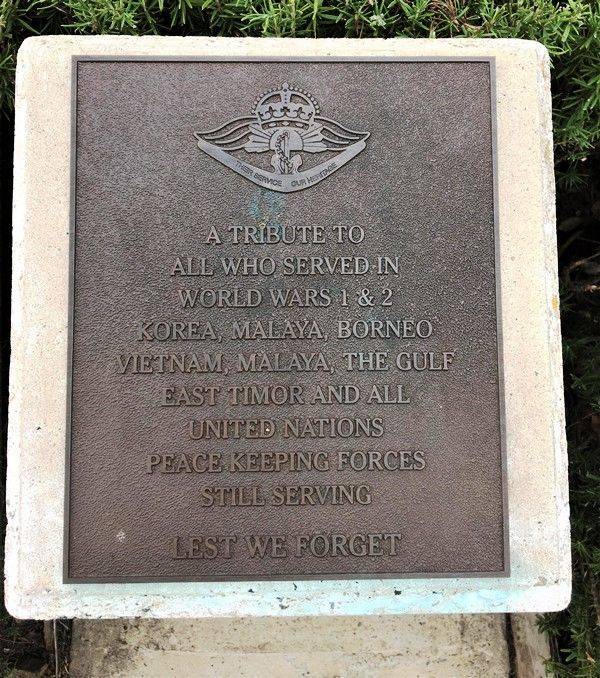 THEIR SERVICE OUR HERITAGE
A TRIBUTE TO
ALL WHO SERVED IN
WORLD WARS 1 & 2
KOREA, MALAYA, BORNEO
VIETNAM, MALAYA, THE GULF
EAST TIMOR AND ALL
UNITED NATIONS
PEACE KEEPING FORCES
STILL SERVING
LEST WE FORGET